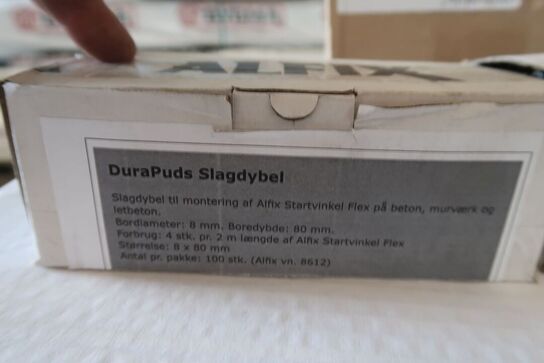 ALFIX
DuraPuds Slagdybel
Slagdybel til montering af Alfix Startvinkel Flex på beton, murværk og
letbeton.
Bordiameter: 8 mm. Boredybde: 80 mm.
Forbrug: 4 stk. pr. 2 m længde af Alfix Startvinkel Flex
Størrelse: 8 x 80 mm
Antal pr. pakke: 100 stk. (Alfix vn. 8612)